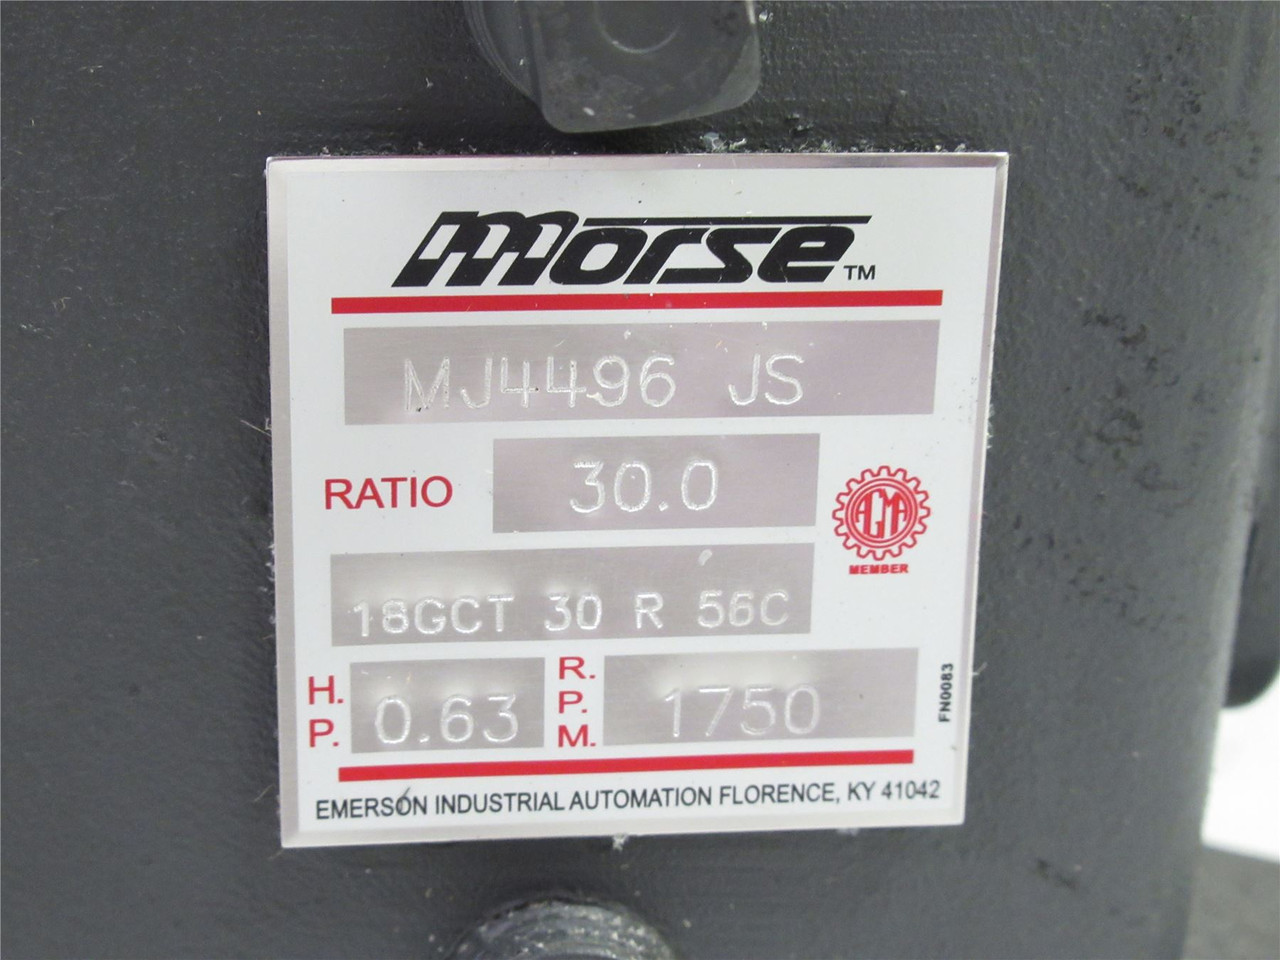 morse™
MJ4496 JS
RATIO 30.0
AGMA
MEMBER
18GCT 30 R 56C
H.P. 0.63 R.P.M. 1750
FN0083
EMERSON INDUSTRIAL AUTOMATION FLORENCE, KY 41042